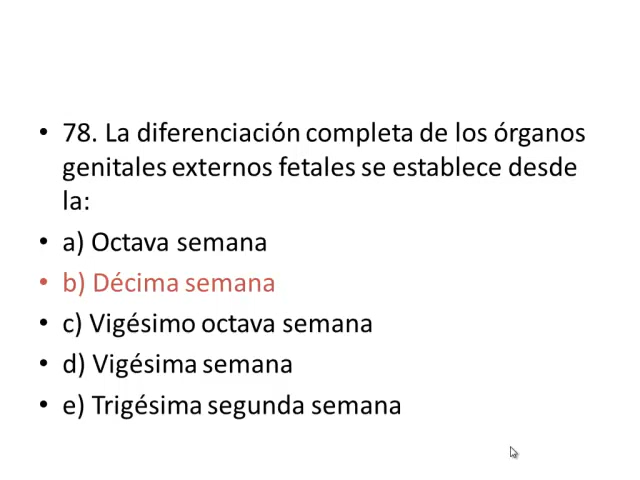 • 78. La diferenciación completa de los órganos
genitales externos fetales se establece desde
la:
• a) Octava semana
• b) Décima semana
• c) Vigésimo octava semana
• d) Vigésima semana
• e) Trigésima segunda semana